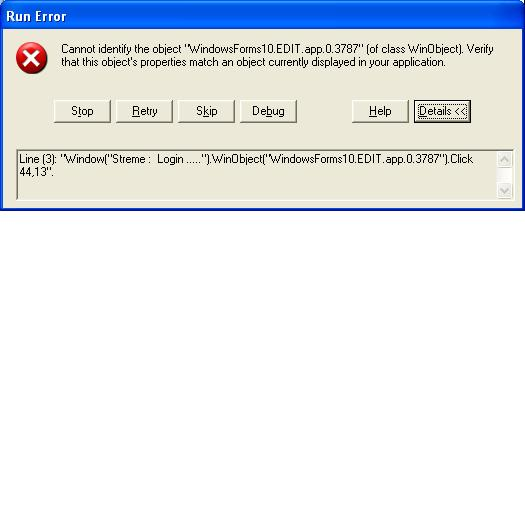 Run Error
Cannot identify the object "WindowsForms10.EDIT.app.0.3787" (of class WinObject). Verify
that this object's properties match an object currently displayed in your application.
Stop Retry Skip Debug Help Details <<
Line (3): "Window("Streme :  Login .....").WinObject("WindowsForms10.EDIT.app.0.3787").Click
44,13".